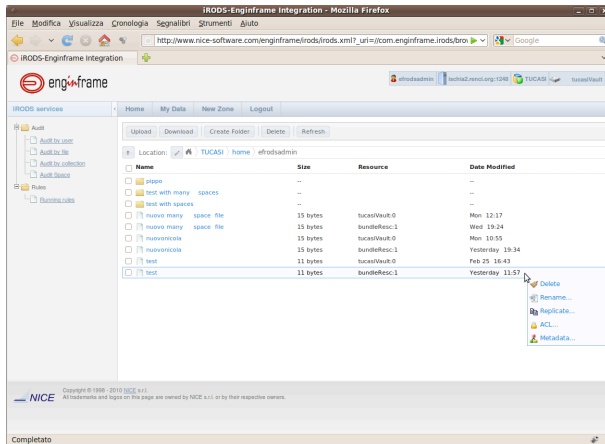 iRODS-Enginframe Integration - Mozilla Firefox
File Modifica Visualizza Cronologia Segnalibri Strumenti Aiuto
http://www.nice-software.com/enginframe/irods/irods.xml?_uri=//com.enginframe.irods/brow Google
iRODS-Enginframe Integration
enginframe
efrodsadmin ischia2.renci.org:1248 TUCASI tucasiVault
iRODS services Home My Data New Zone Logout
Audit
Audit by user
Audit by file
Audit by collection
Audit Space
Rules
Running rules
Upload Download Create Folder Delete Refresh
Location: TUCASI home efrodsadmin
Name Size Resource Date Modified
pippo -- --
test with many spaces -- --
test with spaces -- --
nuovo many space file 15 bytes tucasiVault:0 Mon 12:17
nuovo many space file 15 bytes bundleResc:1 Wed 19:24
nuovonicola 15 bytes tucasiVault:0 Mon 10:55
nuovonicola 15 bytes bundleResc:1 Yesterday 19:34
test 11 bytes tucasiVault:0 Feb 25 16:43
test 11 bytes bundleResc:1 Yesterday 11:57
Delete
Rename...
Replicate...
ACL...
Metadata...
NICE
Copyright © 1998 - 2010 NICE s.r.l.
All trademarks and logos on this page are owned by NICE s.r.l. or by their respective owners.
Completato